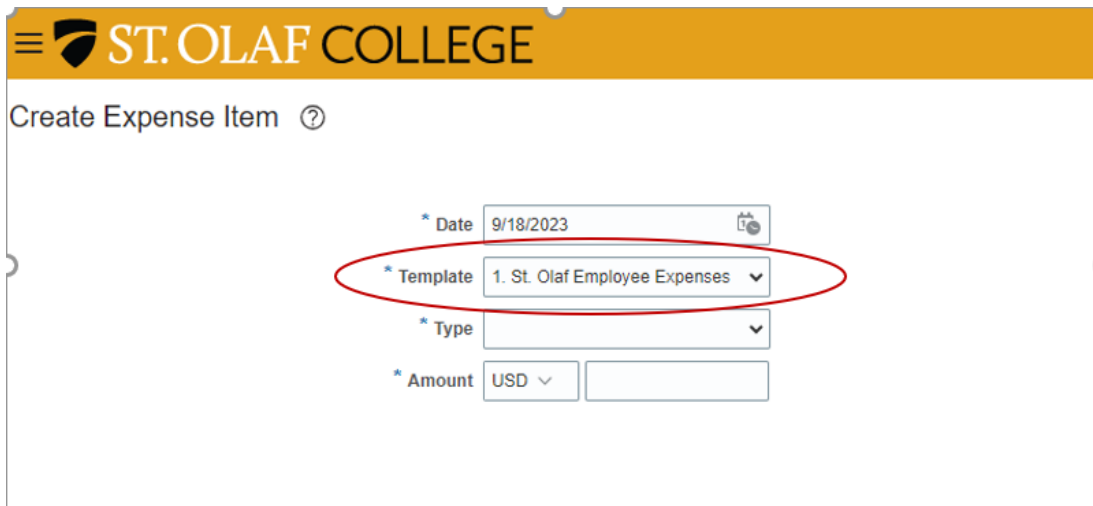 ST. OLAF COLLEGE
Create Expense Item ?
* Date 9/18/2023
* Template 1. St. Olaf Employee Expenses
* Type
* Amount USD